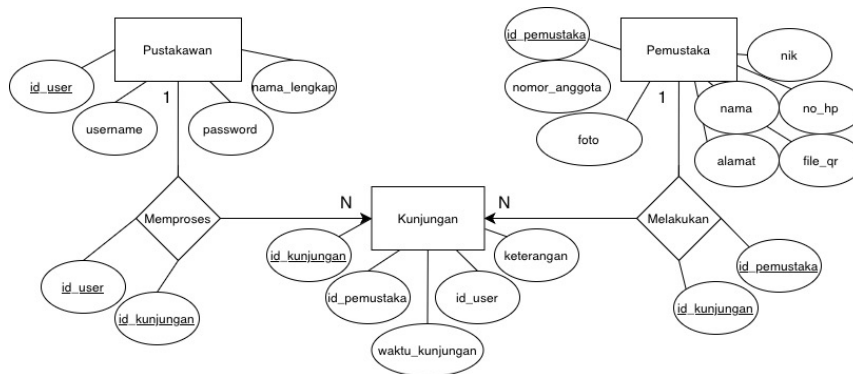 Pustakawan
id_user
username
password
nama_lengkap
1
Pemustaka
id_pemustaka
nomor_anggota
foto
nik
nama
no_hp
alamat
file_qr
1
Memproses
id_user
id_kunjungan
N
Kunjungan
N
id_kunjungan
id_pemustaka
waktu_kunjungan
id_user
keterangan
Melakukan
id_pemustaka
id_kunjungan